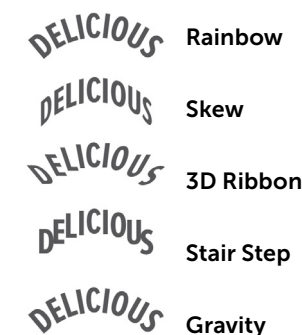 DELICIOUS Rainbow
DELICIOUS Skew
DELICIOUS 3D Ribbon
DELICIOUS Stair Step
DELICIOUS Gravity